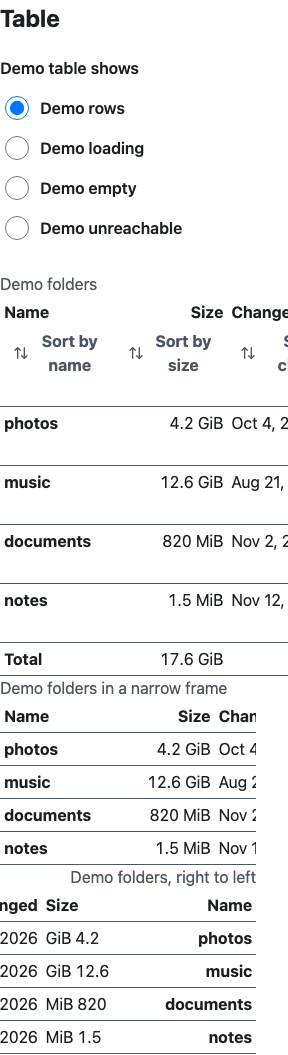 Table
Demo table shows
Demo rows
Demo loading
Demo empty
Demo unreachable
Demo folders
Name Size Change
Sort by name Sort by size
photos 4.2 GiB Oct 4, 2
music 12.6 GiB Aug 21,
documents 820 MiB Nov 2, 2
notes 1.5 MiB Nov 12,
Total 17.6 GiB
Demo folders in a narrow frame
Name Size Chan
photos 4.2 GiB Oct 4
music 12.6 GiB Aug 2
documents 820 MiB Nov 2
notes 1.5 MiB Nov 1
Demo folders, right to left
nged Size Name
2026 GiB 4.2 photos
2026 GiB 12.6 music
2026 MiB 820 documents
2026 MiB 1.5 notes